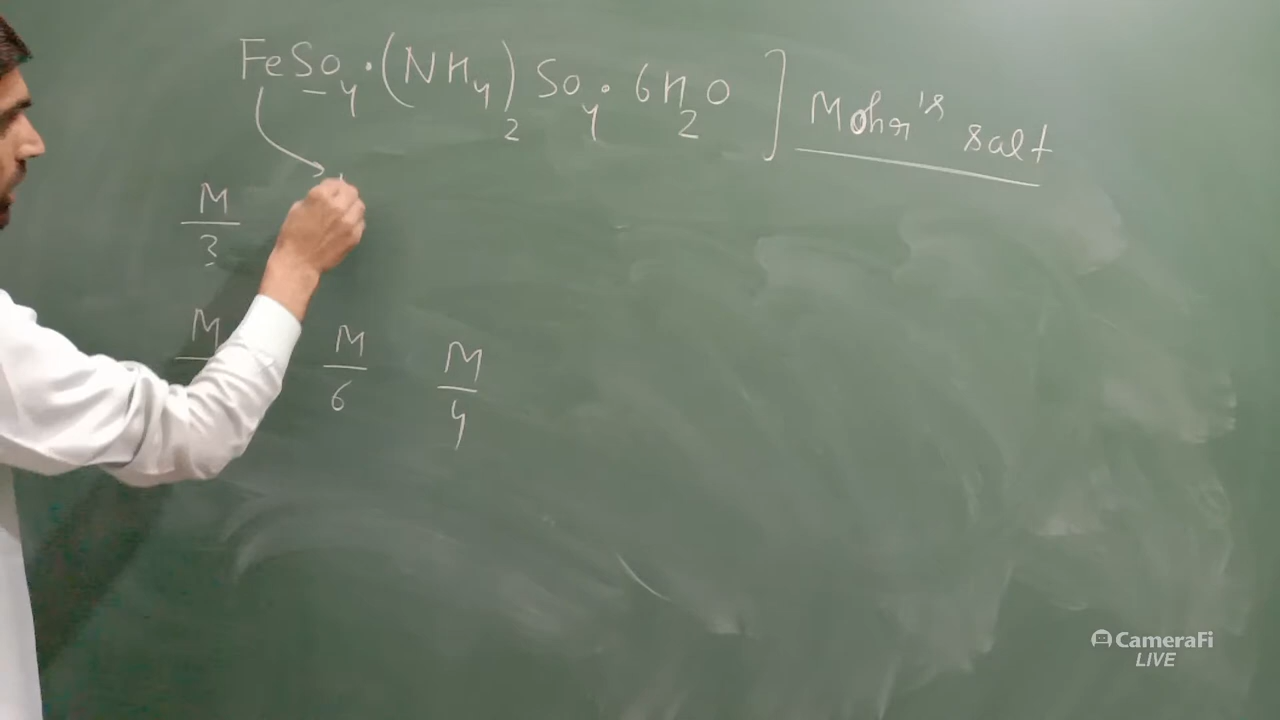 FeSo4·(NH4)2 So4·6H2O ] Mohr's salt
M/3
M M/6 M/4
CameraFi
LIVE